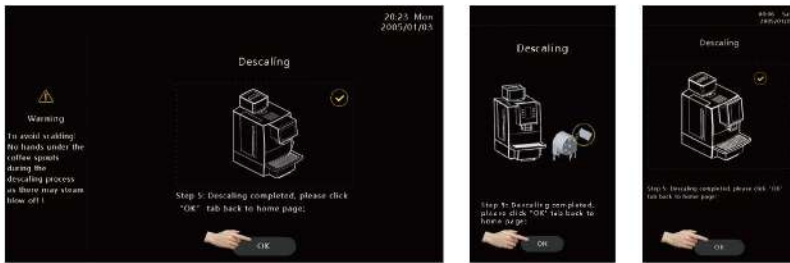 20:23 Mon
2005/01/03
Descaling
Warning
To avoid scalding:
No hands under the
coffee spouts
during the
descaling process
as there may steam
blow off !
Step 5: Descaling completed, please click
"OK" tab back to home page;
OK
Descaling
Step 5: Descaling completed,
please click "OK" tab back to
home page;
OK
Descaling
Step 5: Descaling completed, please click "OK"
tab back to home page;
OK